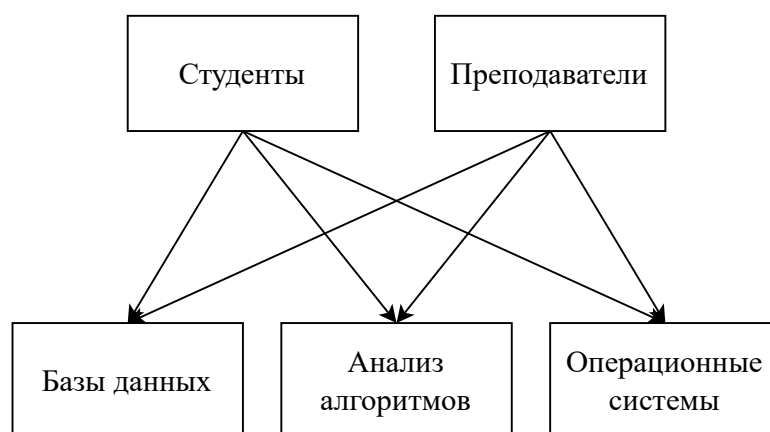 Студенты
Преподаватели
Базы данных
Анализ
алгоритмов
Операционные
системы